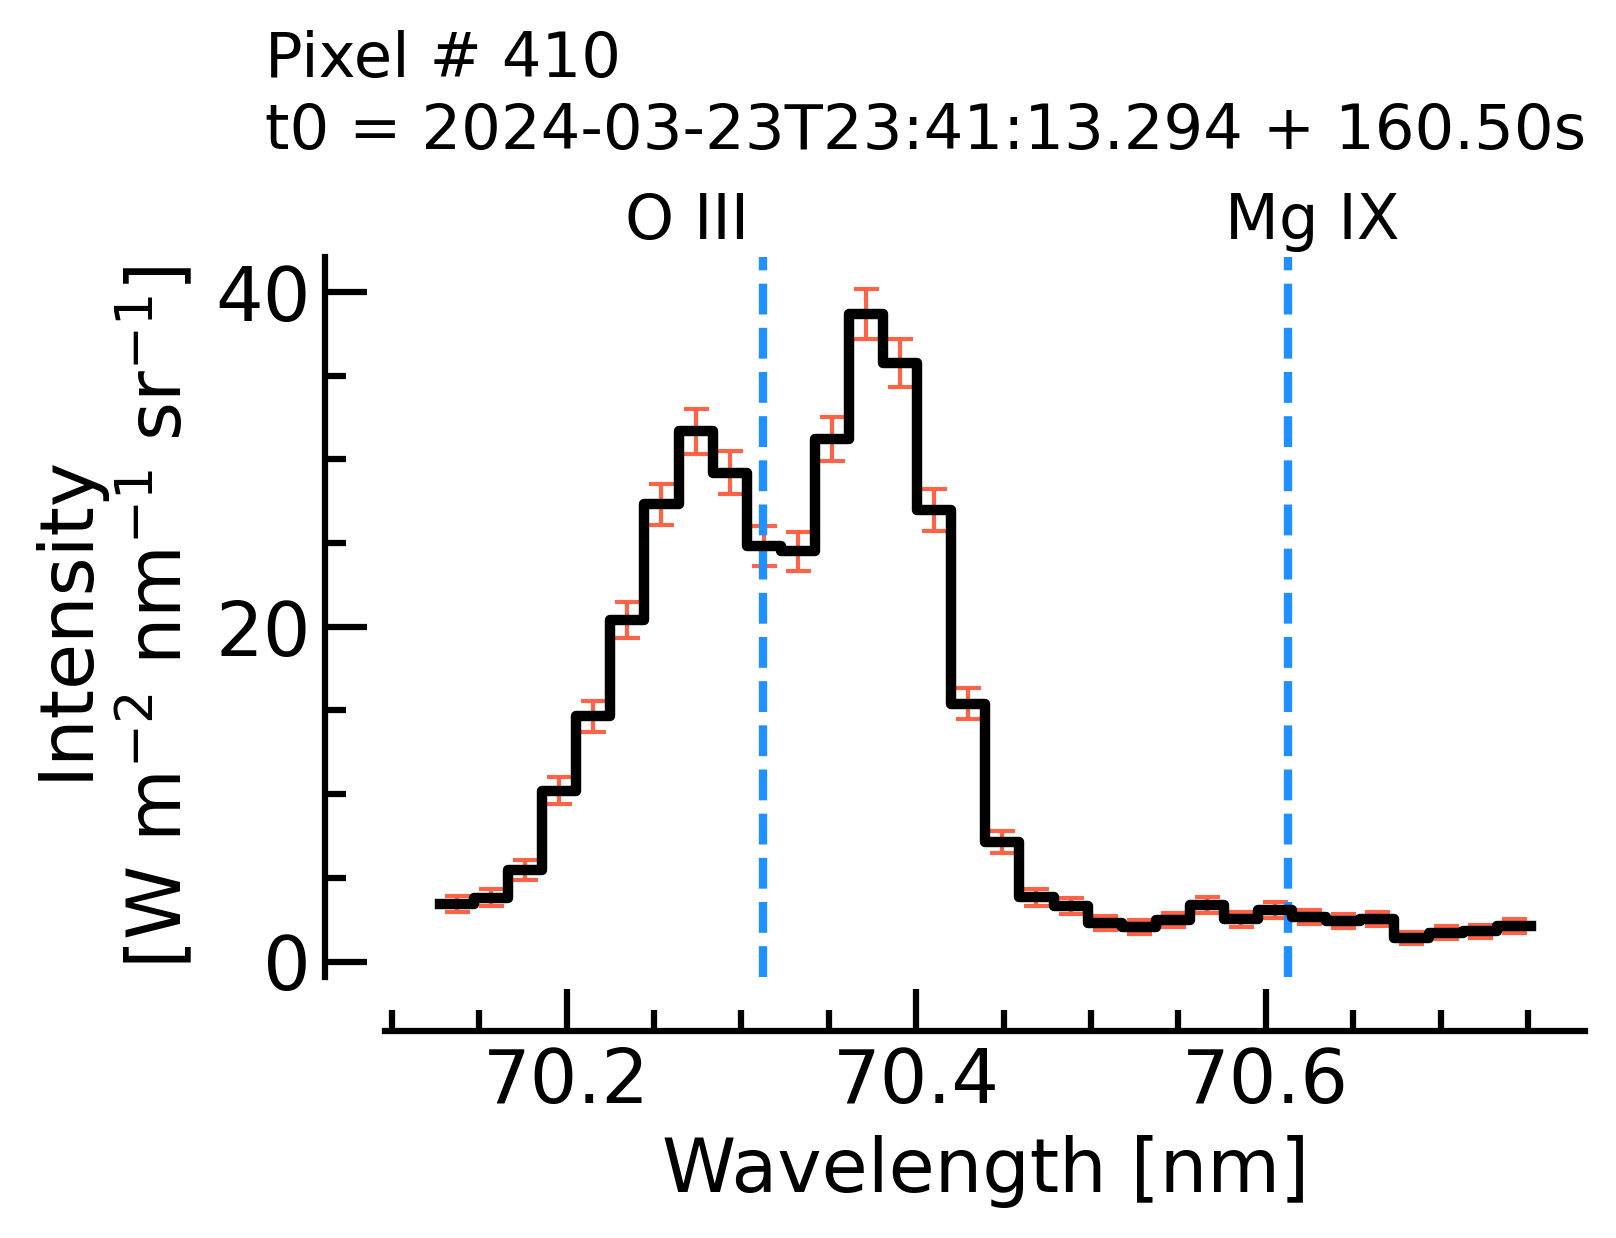 Pixel # 410
t0 = 2024-03-23T23:41:13.294 + 160.50s
O III
Mg IX
Intensity
[W m⁻² nm⁻¹ sr⁻¹]
40
20
0
70.2
70.4
70.6
Wavelength [nm]